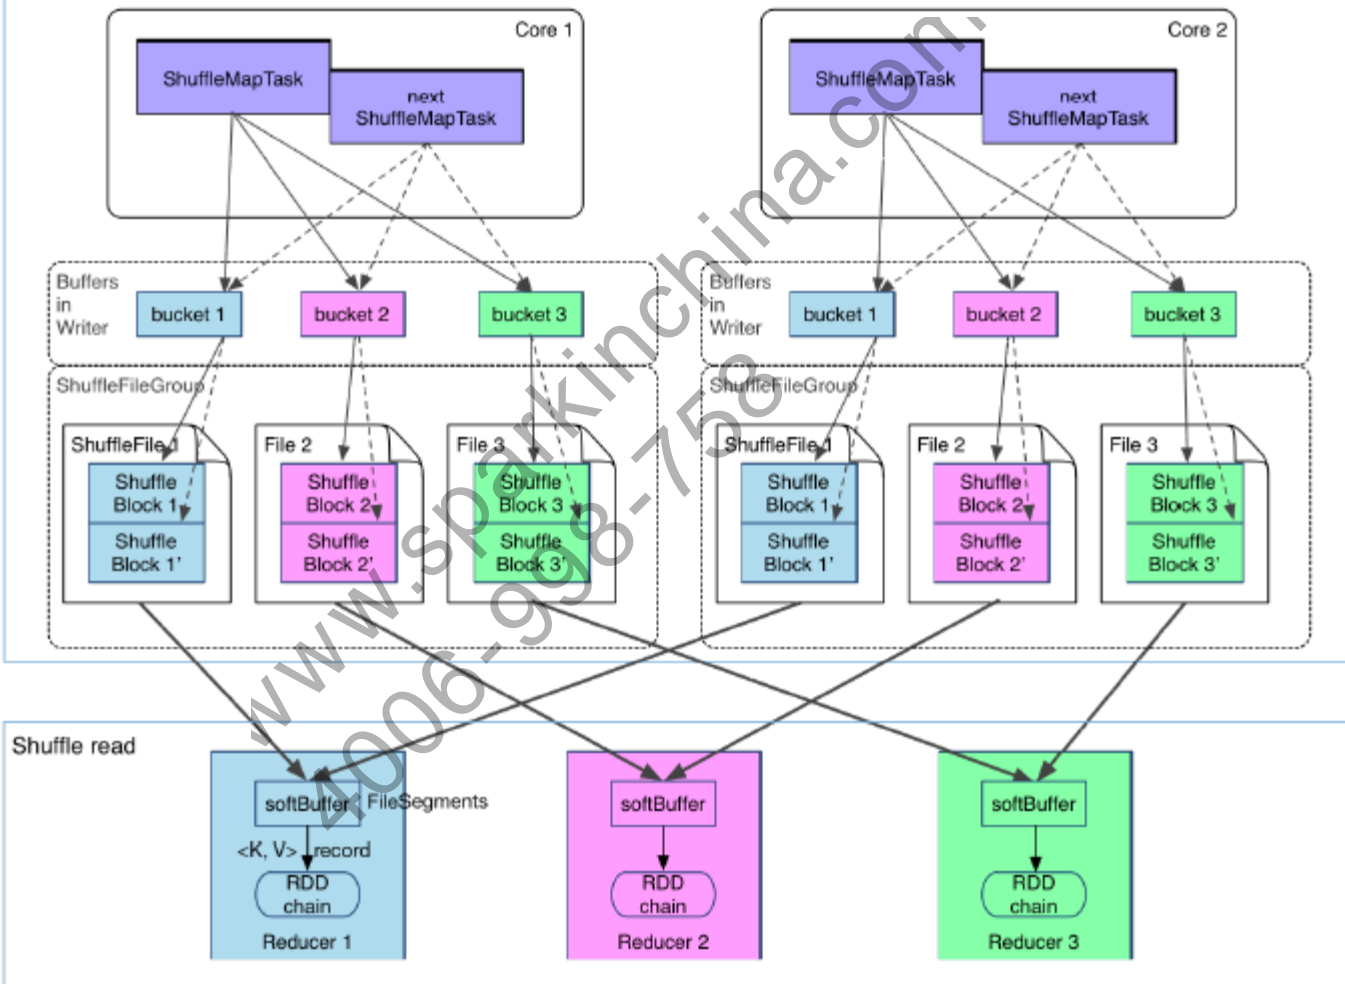 Core 1
ShuffleMapTask
next
ShuffleMapTask
Core 2
ShuffleMapTask
next
ShuffleMapTask
Buffers
in
Writer
bucket 1
bucket 2
bucket 3
Buffers
in
Writer
bucket 1
bucket 2
bucket 3
ShuffleFileGroup
ShuffleFile 1
Shuffle
Block 1
Shuffle
Block 1'
File 2
Shuffle
Block 2
Shuffle
Block 2'
File 3
Shuffle
Block 3
Shuffle
Block 3'
ShuffleFileGroup
ShuffleFile 1
Shuffle
Block 1
Shuffle
Block 1'
File 2
Shuffle
Block 2
Shuffle
Block 2'
File 3
Shuffle
Block 3
Shuffle
Block 3'
Shuffle read
softBuffer
FileSegments
<K, V> record
RDD
chain
Reducer 1
softBuffer
RDD
chain
Reducer 2
softBuffer
RDD
chain
Reducer 3
www.sparkinchina.com
4006-998-758